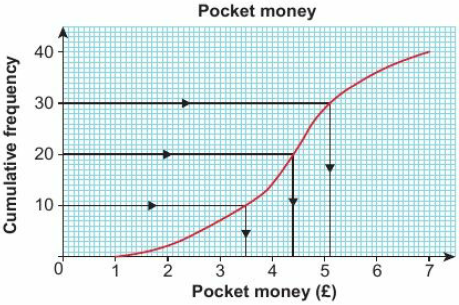 Pocket money
Cumulative frequency
40
30
20
10
0 1 2 3 4 5 6 7
Pocket money (£)